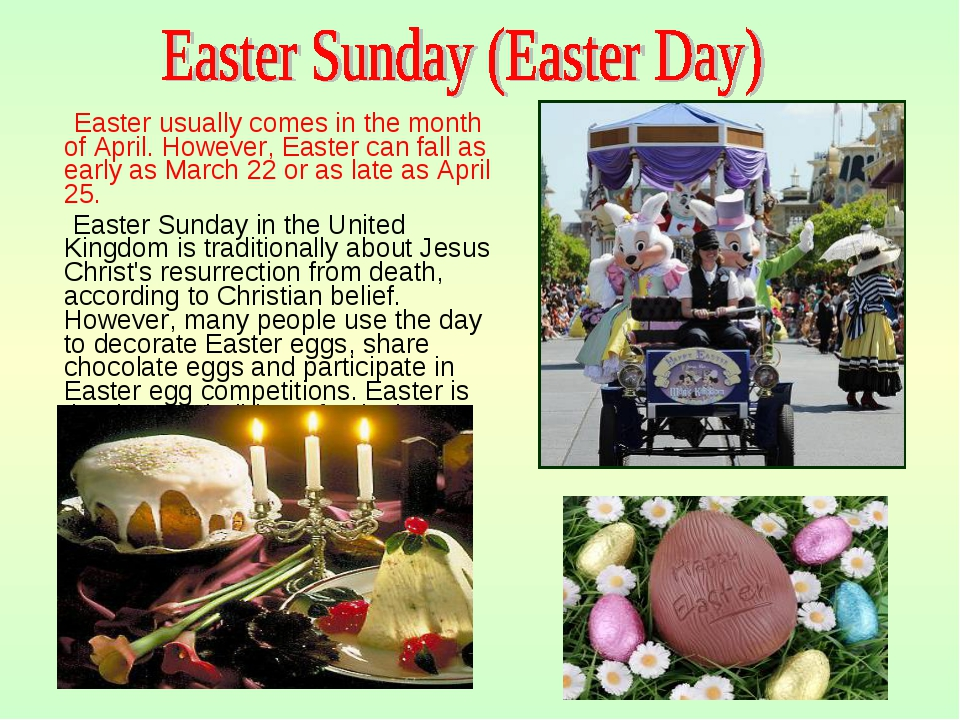 Easter Sunday (Easter Day)
Easter usually comes in the month
of April. However, Easter can fall as
early as March 22 or as late as April
25.
Easter Sunday in the United
Kingdom is traditionally about Jesus
Christ's resurrection from death,
according to Christian belief.
However, many people use the day
to decorate Easter eggs, share
chocolate eggs and participate in
Easter egg competitions. Easter is
HAPPY EASTER
Happy
Easter